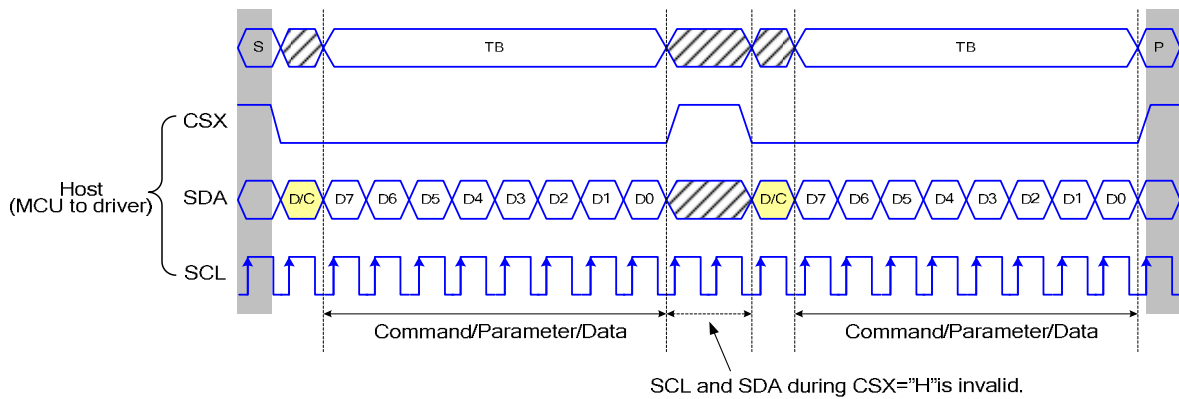 S TB TB P
CSX
Host
(MCU to driver)
SDA D/C D7 D6 D5 D4 D3 D2 D1 D0 D/C D7 D6 D5 D4 D3 D2 D1 D0
SCL
Command/Parameter/Data Command/Parameter/Data
SCL and SDA during CSX="H"is invalid.